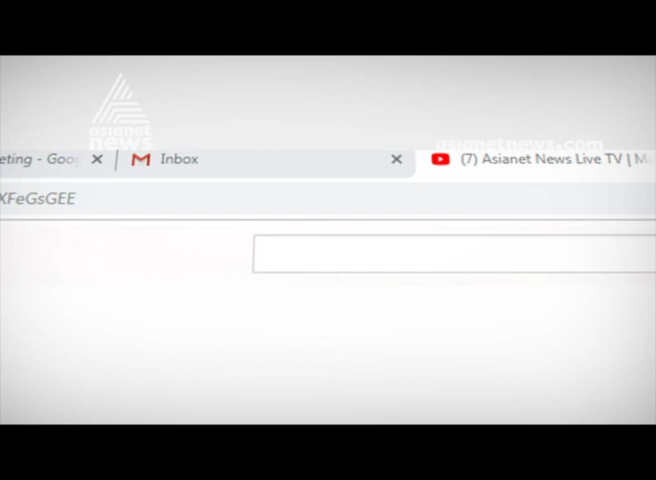 asianet
news
asianetnews.com
eting - Goog
Inbox
(7) Asianet News Live TV | M
XFeGsGEE